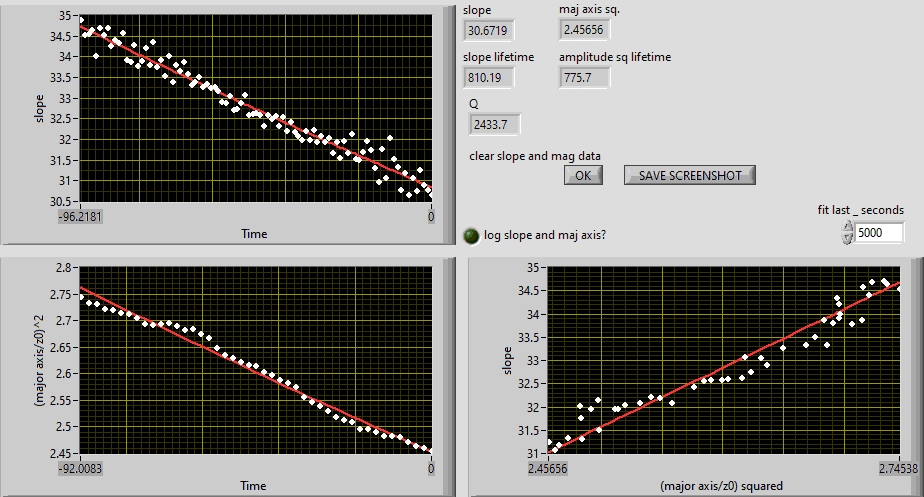 slope
35
34.5
34
33.5
33
32.5
32
31.5
31
30.5
-96.2181
0
Time
slope
30.6719
maj axis sq.
2.45656
slope lifetime
810.19
amplitude sq lifetime
775.7
Q
2433.7
clear slope and mag data
OK
SAVE SCREENSHOT
fit last _ seconds
5000
log slope and maj axis?
(major axis/z0)^2
2.8
2.75
2.7
2.65
2.6
2.55
2.5
2.45
-92.0083
0
Time
slope
35
34.5
34
33.5
33
32.5
32
31.5
31
2.45656
2.74538
(major axis/z0) squared